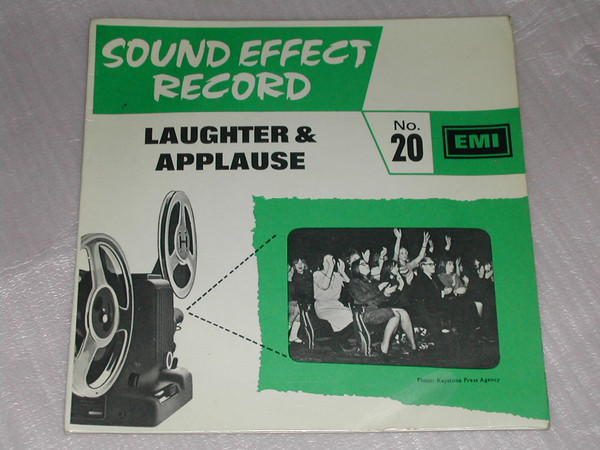 SOUND EFFECT
RECORD
LAUGHTER &
APPLAUSE
No.
20
EMI
Photo: Keystone Press Agency